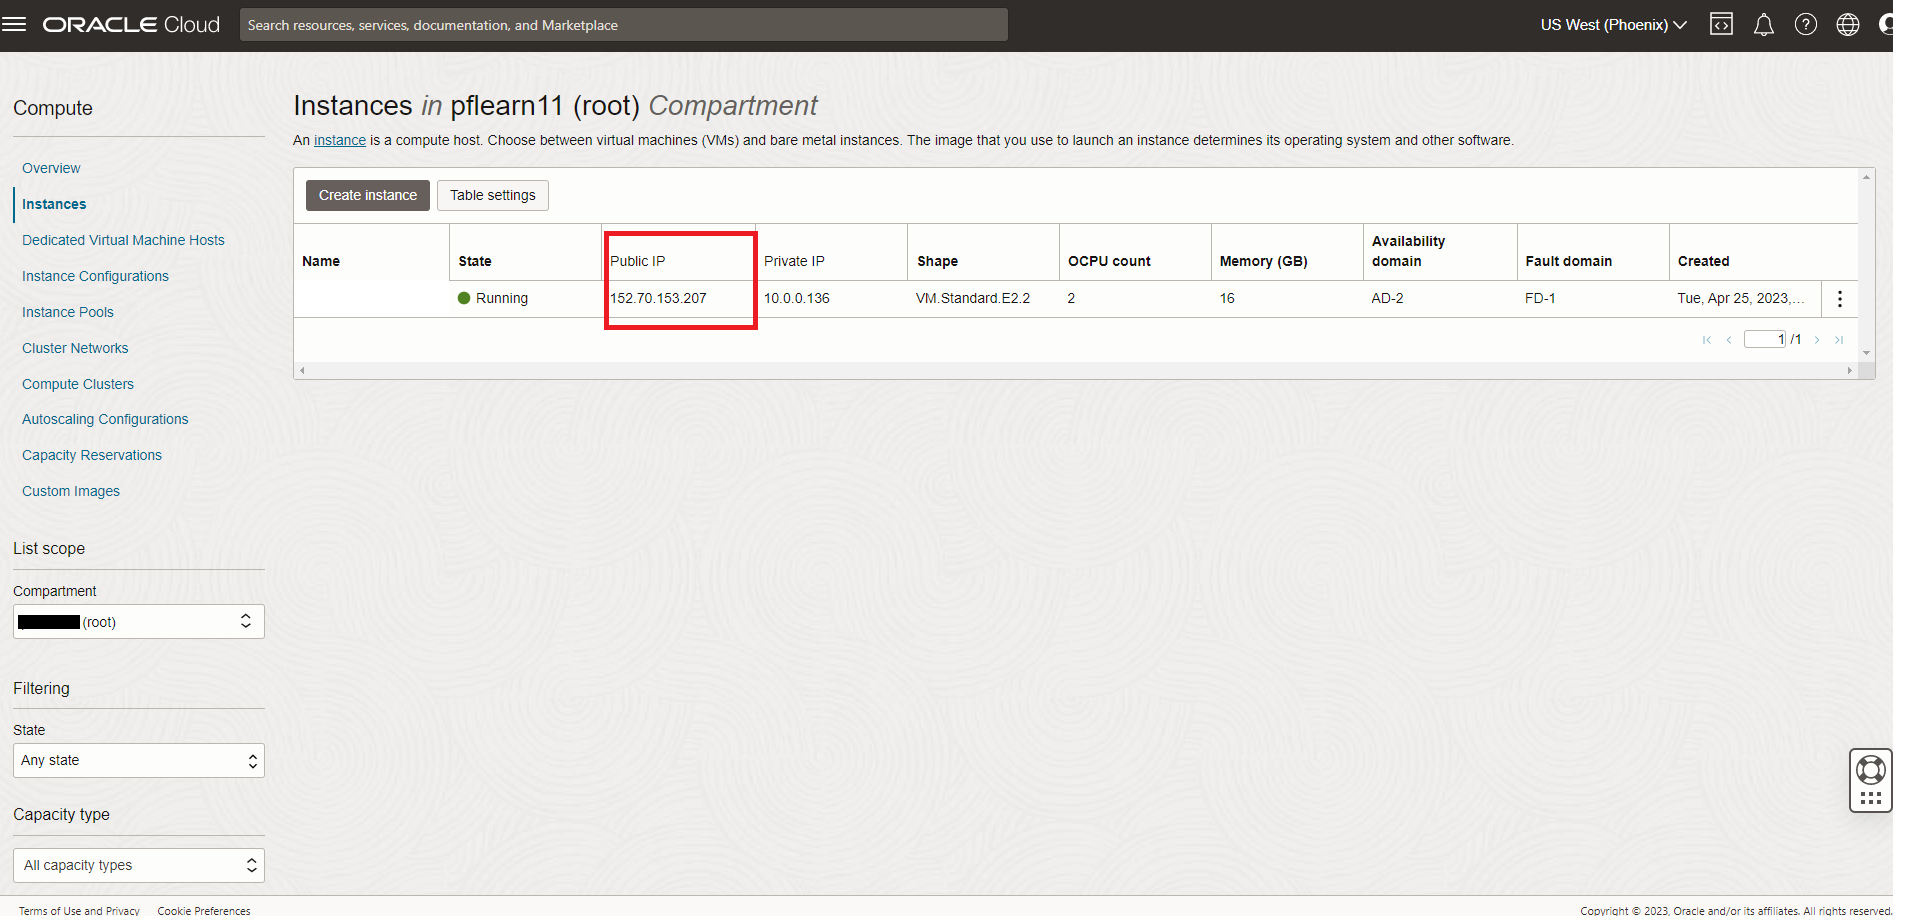 ORACLE Cloud
Search resources, services, documentation, and Marketplace
US West (Phoenix)
Compute
Overview
Instances
Dedicated Virtual Machine Hosts
Instance Configurations
Instance Pools
Cluster Networks
Compute Clusters
Autoscaling Configurations
Capacity Reservations
Custom Images
List scope
Compartment
(root)
Filtering
State
Any state
Capacity type
All capacity types
Instances in pflearn11 (root) Compartment
An instance is a compute host. Choose between virtual machines (VMs) and bare metal instances. The image that you use to launch an instance determines its operating system and other software.
Create instance Table settings
Name State Public IP Private IP Shape OCPU count Memory (GB) Availability domain Fault domain Created
Running 152.70.153.207 10.0.0.136 VM.Standard.E2.2 2 16 AD-2 FD-1 Tue, Apr 25, 2023,...
1 /1
Terms of Use and Privacy Cookie Preferences
Copyright © 2023, Oracle and/or its affiliates. All rights reserved.